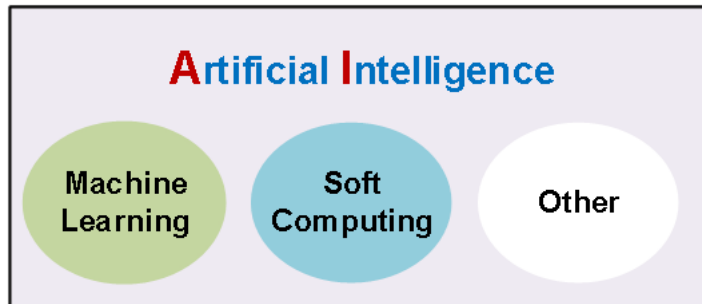 Artificial Intelligence
Machine
Learning
Soft
Computing
Other